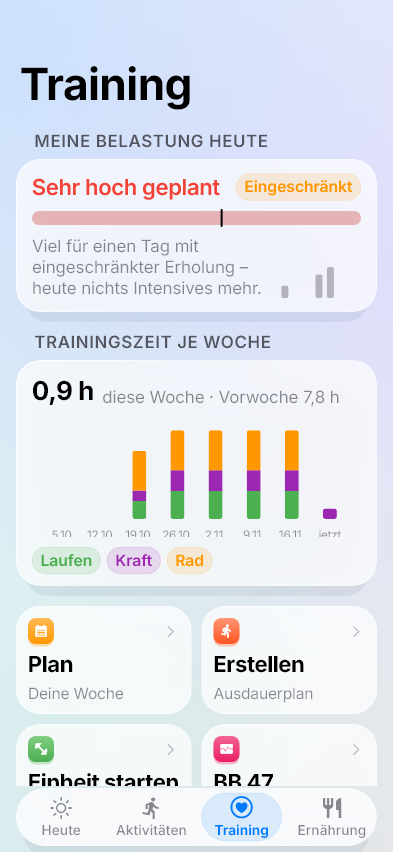 Training
MEINE BELASTUNG HEUTE
Sehr hoch geplant
Eingeschränkt
Viel für einen Tag mit
eingeschränkter Erholung –
heute nichts Intensives mehr.
TRAININGSZEIT JE WOCHE
0,9 h diese Woche · Vorwoche 7,8 h
5.10 12.10 19.10 26.10 2.11 9.11 16.11 jetzt
Laufen Kraft Rad
Plan
Deine Woche
Erstellen
Ausdauerplan
Einheit starten
BB 47
Heute Aktivitäten Training Ernährung